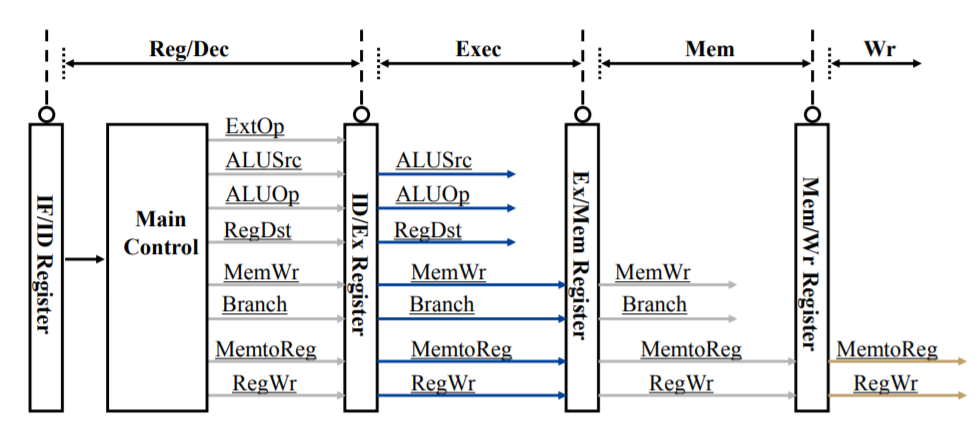 Reg/Dec
Exec
Mem
Wr
IF/ID Register
Main
Control
ExtOp
ALUSrc
ALUOp
RegDst
MemWr
Branch
MemtoReg
RegWr
ID/Ex Register
ALUSrc
ALUOp
RegDst
MemWr
Branch
MemtoReg
RegWr
Ex/Mem Register
MemWr
Branch
MemtoReg
RegWr
Mem/Wr Register
MemtoReg
RegWr